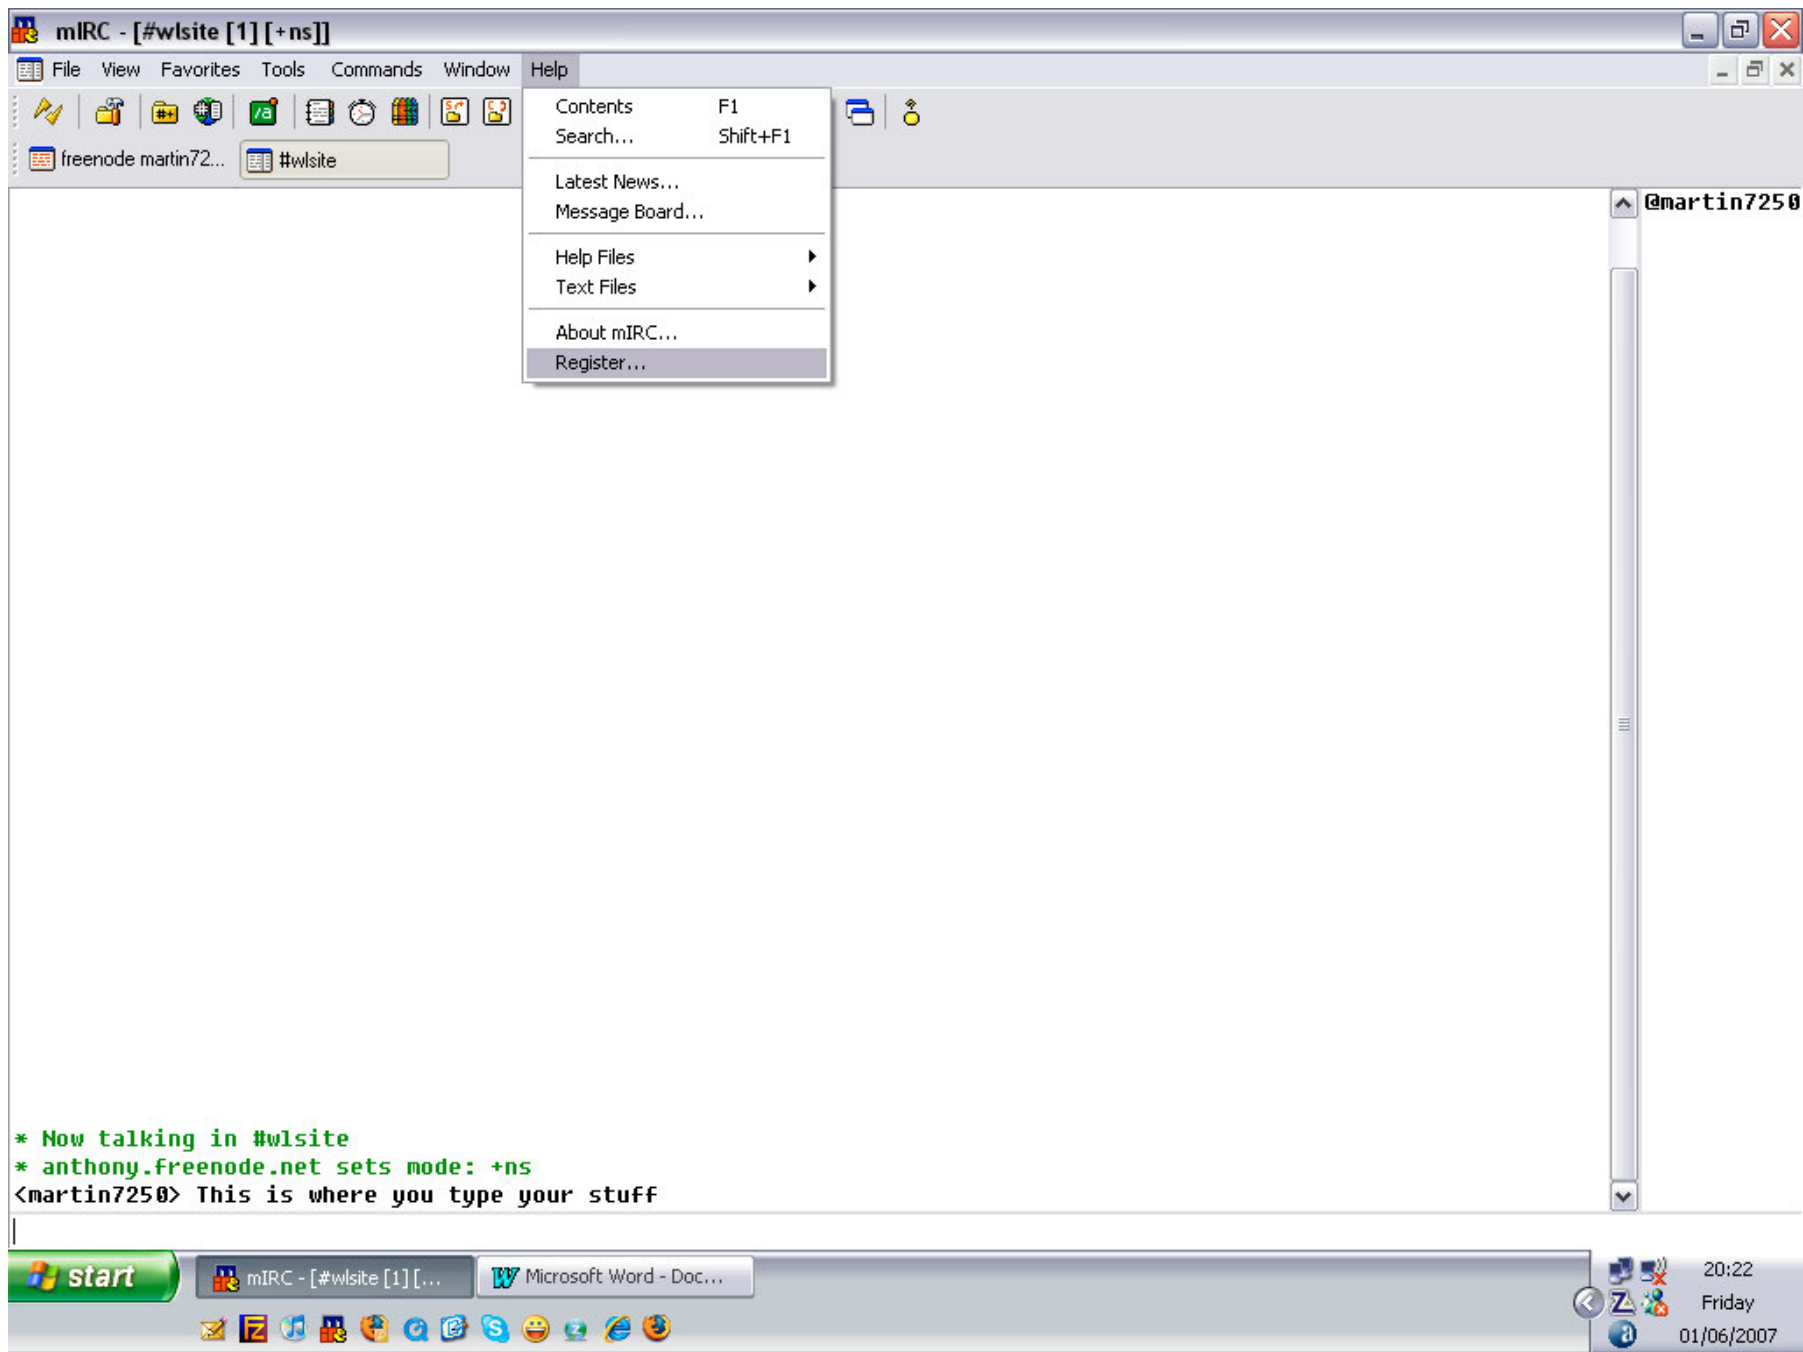 mIRC - [#wlsite [1] [+ns]]
File View Favorites Tools Commands Window Help
freenode martin72... #wlsite
Contents F1
Search... Shift+F1
Latest News...
Message Board...
Help Files
Text Files
About mIRC...
Register...
@martin7250
* Now talking in #wlsite
* anthony.freenode.net sets mode: +ns
<martin7250> This is where you type your stuff
start mIRC - [#wlsite [1] [... Microsoft Word - Doc...
20:22
Friday
01/06/2007